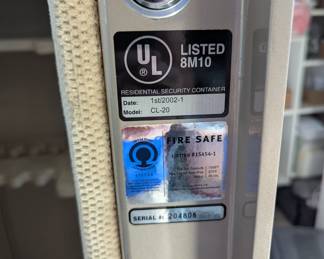 UL
®
LISTED
8M10
RESIDENTIAL SECURITY CONTAINER
Date: 1st/2002-1
Model: CL-20
FIRE SAFE
SERIAL # 204808